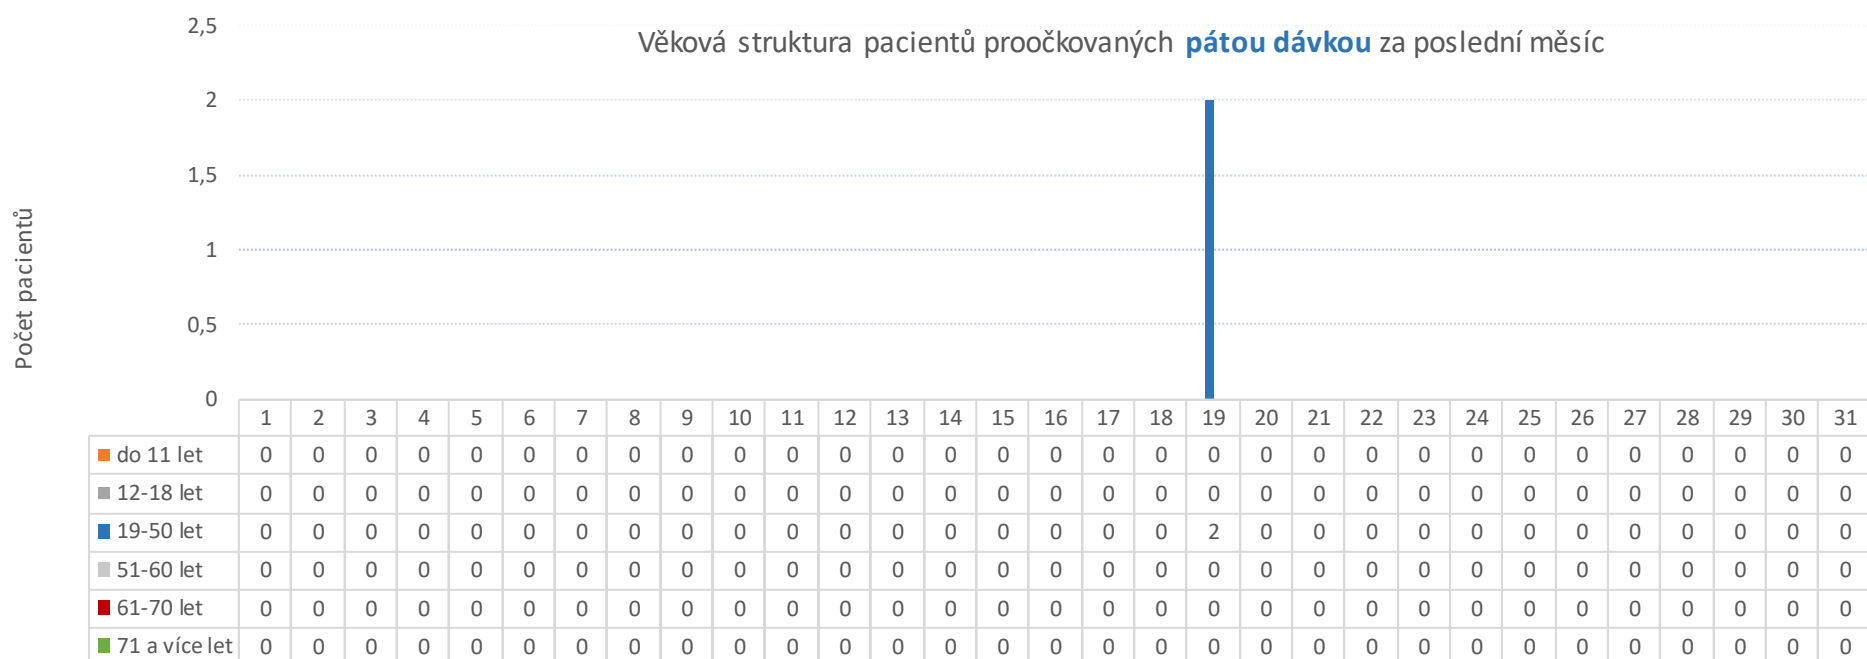 Věková struktura pacientů proočkovaných pátou dávkou za poslední měsíc
Počet pacientů
2,5
2
1,5
1
0,5
0
1 2 3 4 5 6 7 8 9 10 11 12 13 14 15 16 17 18 19 20 21 22 23 24 25 26 27 28 29 30 31
do 11 let 0 0 0 0 0 0 0 0 0 0 0 0 0 0 0 0 0 0 0 0 0 0 0 0 0 0 0 0 0 0 0
12-18 let 0 0 0 0 0 0 0 0 0 0 0 0 0 0 0 0 0 0 0 0 0 0 0 0 0 0 0 0 0 0 0
19-50 let 0 0 0 0 0 0 0 0 0 0 0 0 0 0 0 0 0 0 2 0 0 0 0 0 0 0 0 0 0 0 0
51-60 let 0 0 0 0 0 0 0 0 0 0 0 0 0 0 0 0 0 0 0 0 0 0 0 0 0 0 0 0 0 0 0
61-70 let 0 0 0 0 0 0 0 0 0 0 0 0 0 0 0 0 0 0 0 0 0 0 0 0 0 0 0 0 0 0 0
71 a více let 0 0 0 0 0 0 0 0 0 0 0 0 0 0 0 0 0 0 0 0 0 0 0 0 0 0 0 0 0 0 0